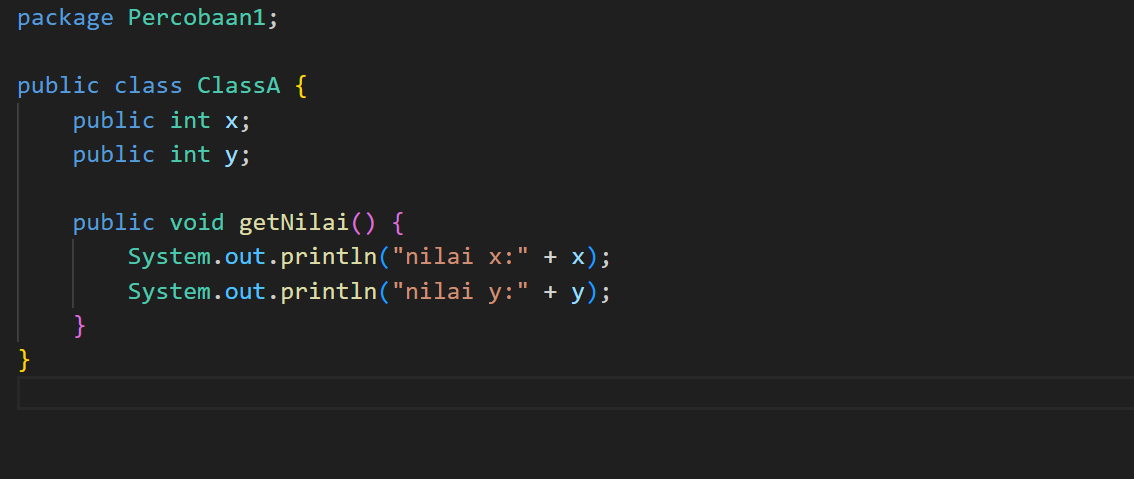 package Percobaan1;
public class ClassA {
public int x;
public int y;
public void getNilai() {
System.out.println("nilai x:" + x);
System.out.println("nilai y:" + y);
}
}